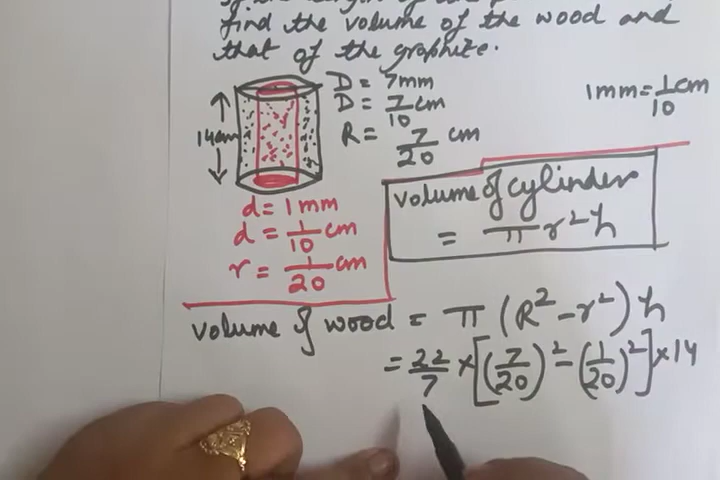 find the volume of the wood and
that of the graphite.
D = 7mm
D = 7/10 cm
R = 7/20 cm
1mm = 1/10 cm
14cm
d = 1mm
d = 1/10 cm
r = 1/20 cm
volume of cylinder
= πr²h
volume of wood = π (R² - r²) h
= 22/7 × [(7/20)² - (1/20)²] × 14